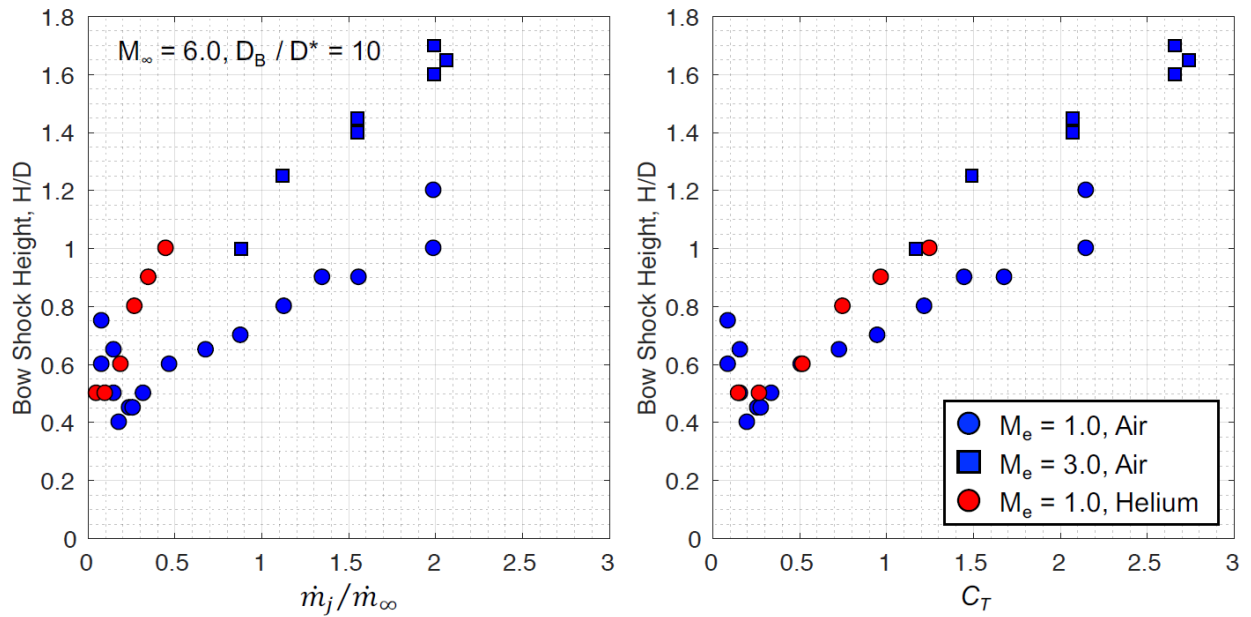 M∞ = 6.0, D_B / D* = 10
Bow Shock Height, H/D
1.8
1.6
1.4
1.2
1
0.8
0.6
0.4
0.2
0
0 0.5 1 1.5 2 2.5 3
ṁⱼ/ṁ∞
Bow Shock Height, H/D
1.8
1.6
1.4
1.2
1
0.8
0.6
0.4
0.2
0
0 0.5 1 1.5 2 2.5 3
C_T
Mₑ = 1.0, Air
Mₑ = 3.0, Air
Mₑ = 1.0, Helium